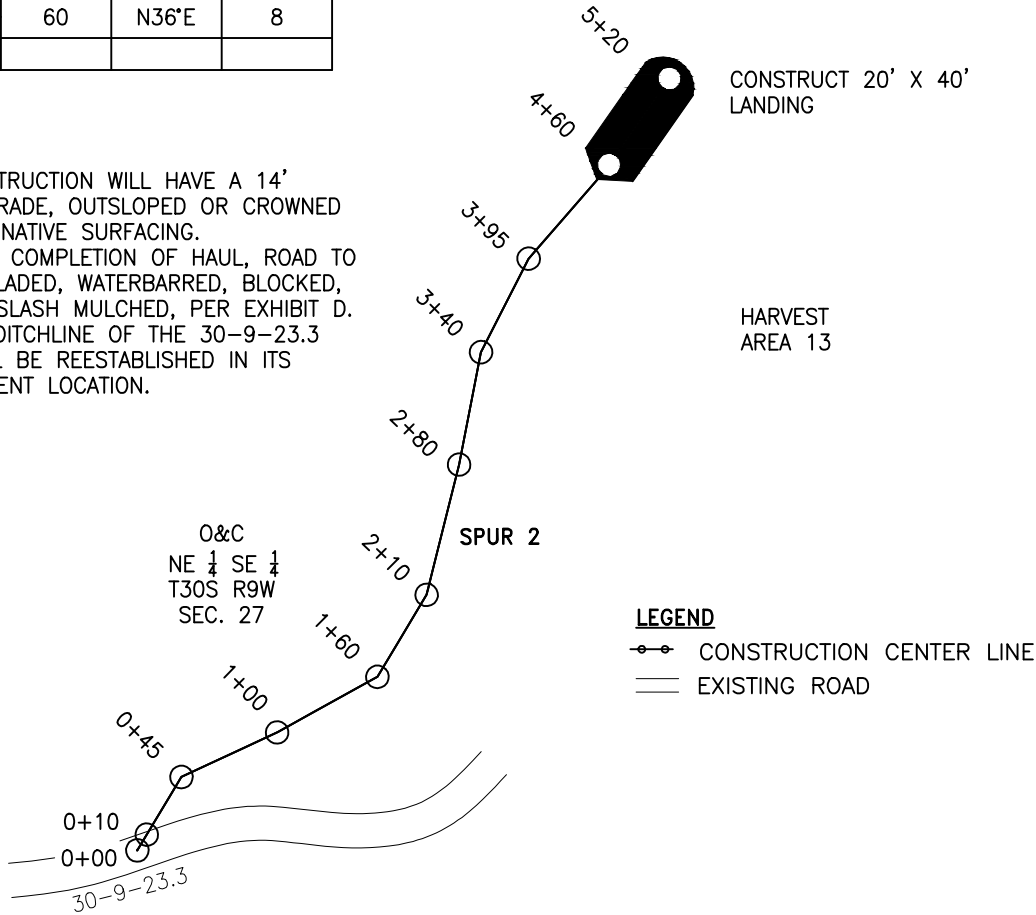 60 N36°E 8
5+20
CONSTRUCT 20' X 40'
LANDING
4+60
TRUCTION WILL HAVE A 14'
RADE, OUTSLOPED OR CROWNED
NATIVE SURFACING.
COMPLETION OF HAUL, ROAD TO
LADED, WATERBARRED, BLOCKED,
SLASH MULCHED, PER EXHIBIT D.
DITCHLINE OF THE 30-9-23.3
BE REESTABLISHED IN ITS
ENT LOCATION.
3+95
3+40
HARVEST
AREA 13
2+80
SPUR 2
O&C
NE 1/4 SE 1/4
T30S R9W
SEC. 27
2+10
1+60
1+00
0+45
0+10
0+00
30-9-23.3
LEGEND
CONSTRUCTION CENTER LINE
EXISTING ROAD